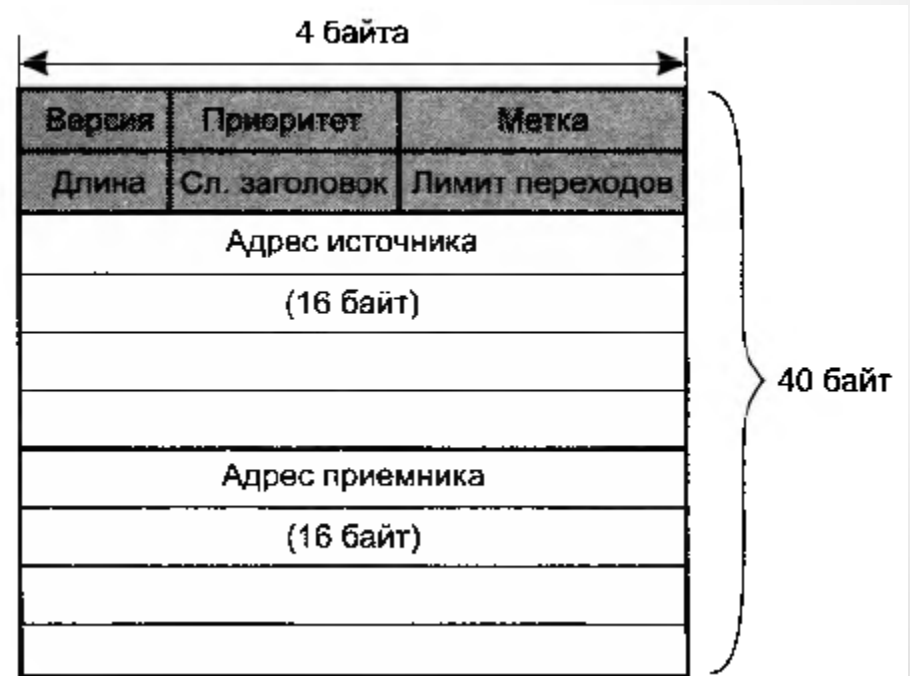 4 байта
Версия Приоритет Метка
Длина Сл. заголовок Лимит переходов
Адрес источника
(16 байт)
40 байт
Адрес приемника
(16 байт)